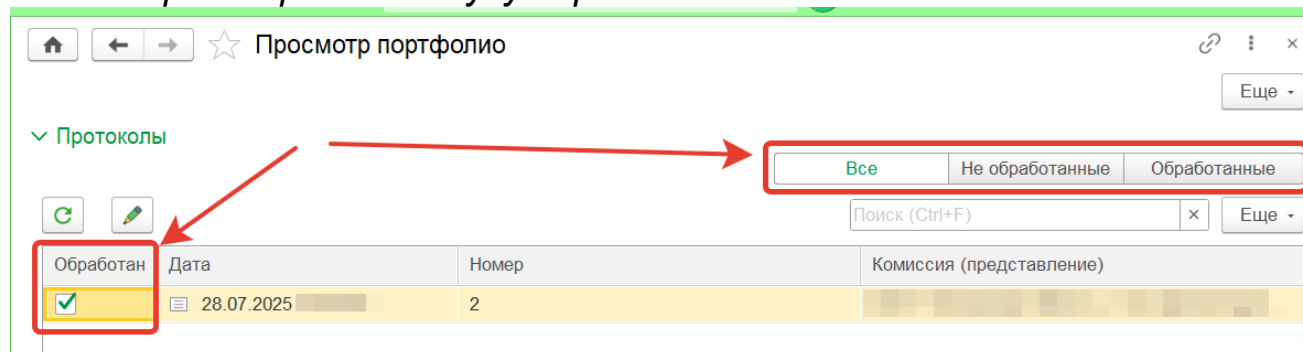 Просмотр портфолио
Еще
Протоколы
Все Не обработанные Обработанные
Поиск (Ctrl+F) × Еще
Обработан Дата Номер Комиссия (представление)
28.07.2025 2